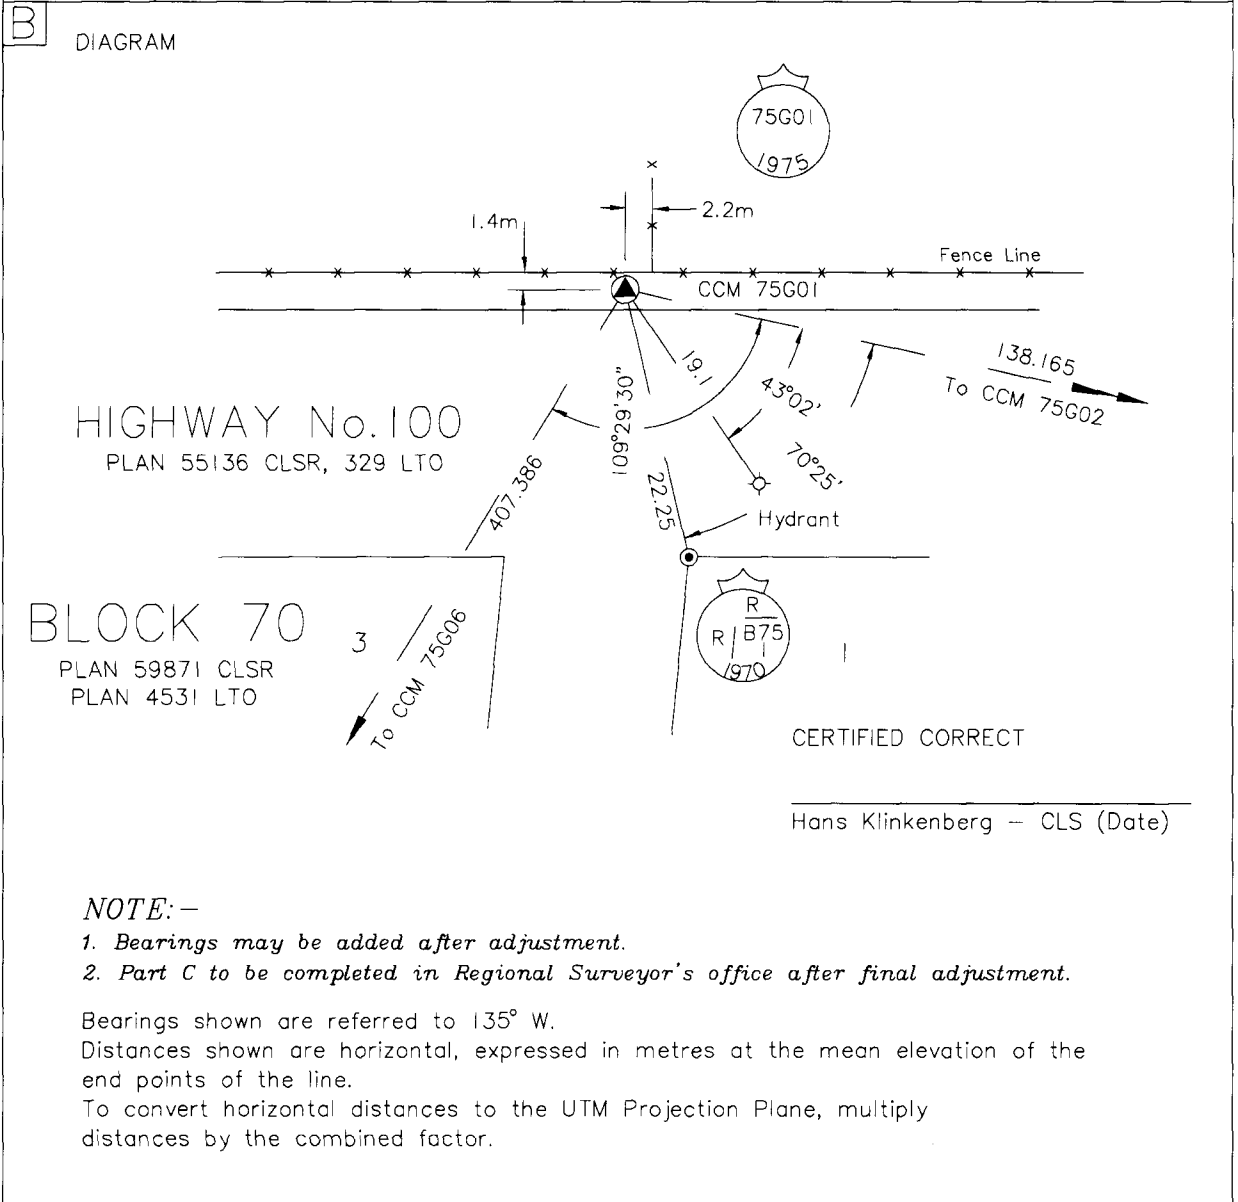 B
DIAGRAM
75G01
1975
2.2m
1.4m
Fence Line
CCM 75G01
138.165
To CCM 75G02
19.1
43°02'
109°29'30"
70°25'
HIGHWAY No.100
PLAN 55136 CLSR, 329 LTO
407.386
22.25
Hydrant
BLOCK 70
3
PLAN 59871 CLSR
PLAN 4531 LTO
To CCM 75G06
R
R | B75
1
1970
1
CERTIFIED CORRECT
Hans Klinkenberg – CLS (Date)
NOTE:–
1. Bearings may be added after adjustment.
2. Part C to be completed in Regional Surveyor's office after final adjustment.
Bearings shown are referred to 135° W.
Distances shown are horizontal, expressed in metres at the mean elevation of the
end points of the line.
To convert horizontal distances to the UTM Projection Plane, multiply
distances by the combined factor.